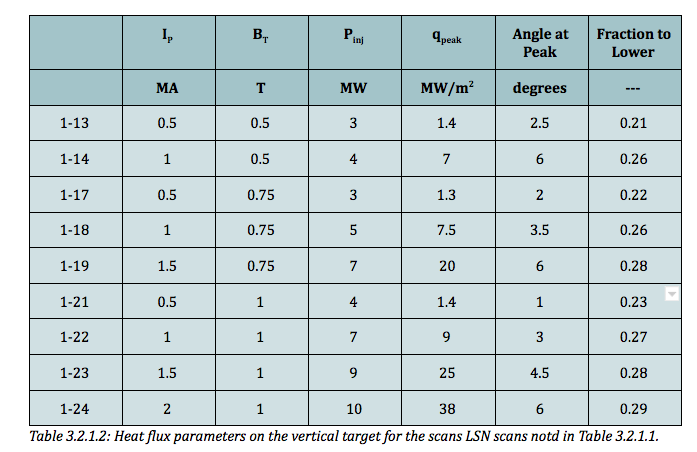 I_P B_T P_inj q_peak Angle at Peak Fraction to Lower
MA T MW MW/m² degrees ---
1-13 0.5 0.5 3 1.4 2.5 0.21
1-14 1 0.5 4 7 6 0.26
1-17 0.5 0.75 3 1.3 2 0.22
1-18 1 0.75 5 7.5 3.5 0.26
1-19 1.5 0.75 7 20 6 0.28
1-21 0.5 1 4 1.4 1 0.23
1-22 1 1 7 9 3 0.27
1-23 1.5 1 9 25 4.5 0.28
1-24 2 1 10 38 6 0.29
Table 3.2.1.2: Heat flux parameters on the vertical target for the scans LSN scans notd in Table 3.2.1.1.